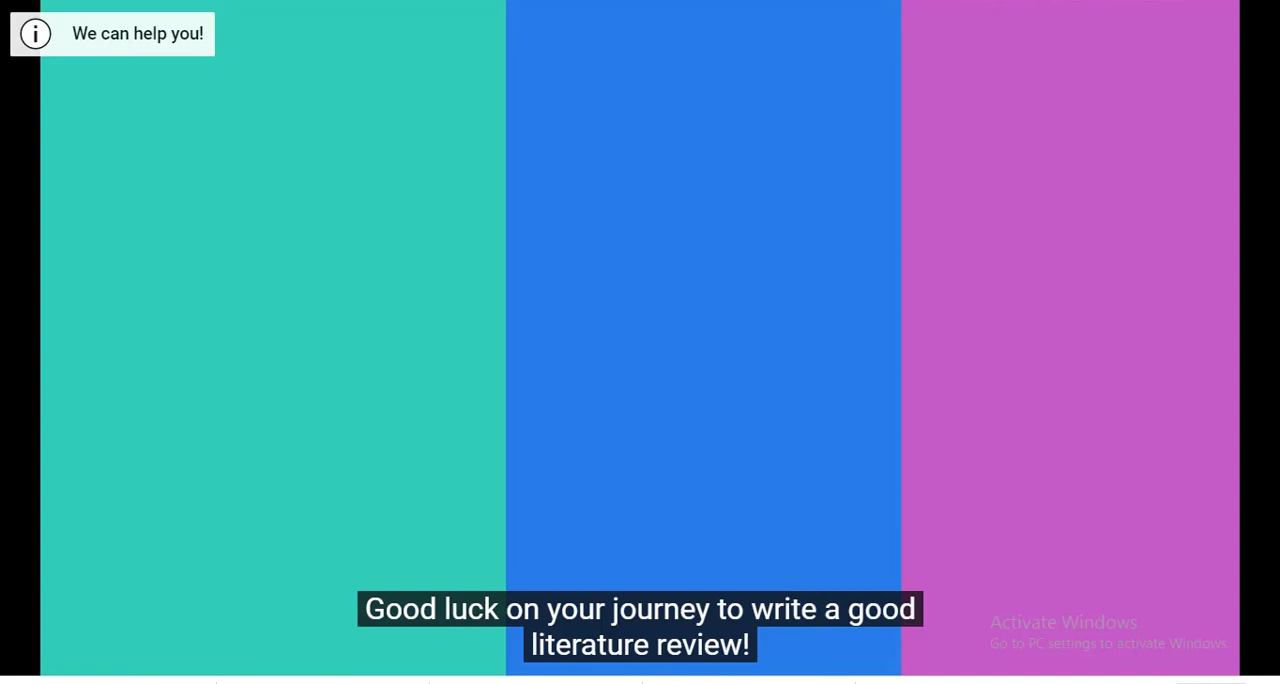 We can help you!
Good luck on your journey to write a good
literature review!
Activate Windows
Go to PC settings to activate Windows.